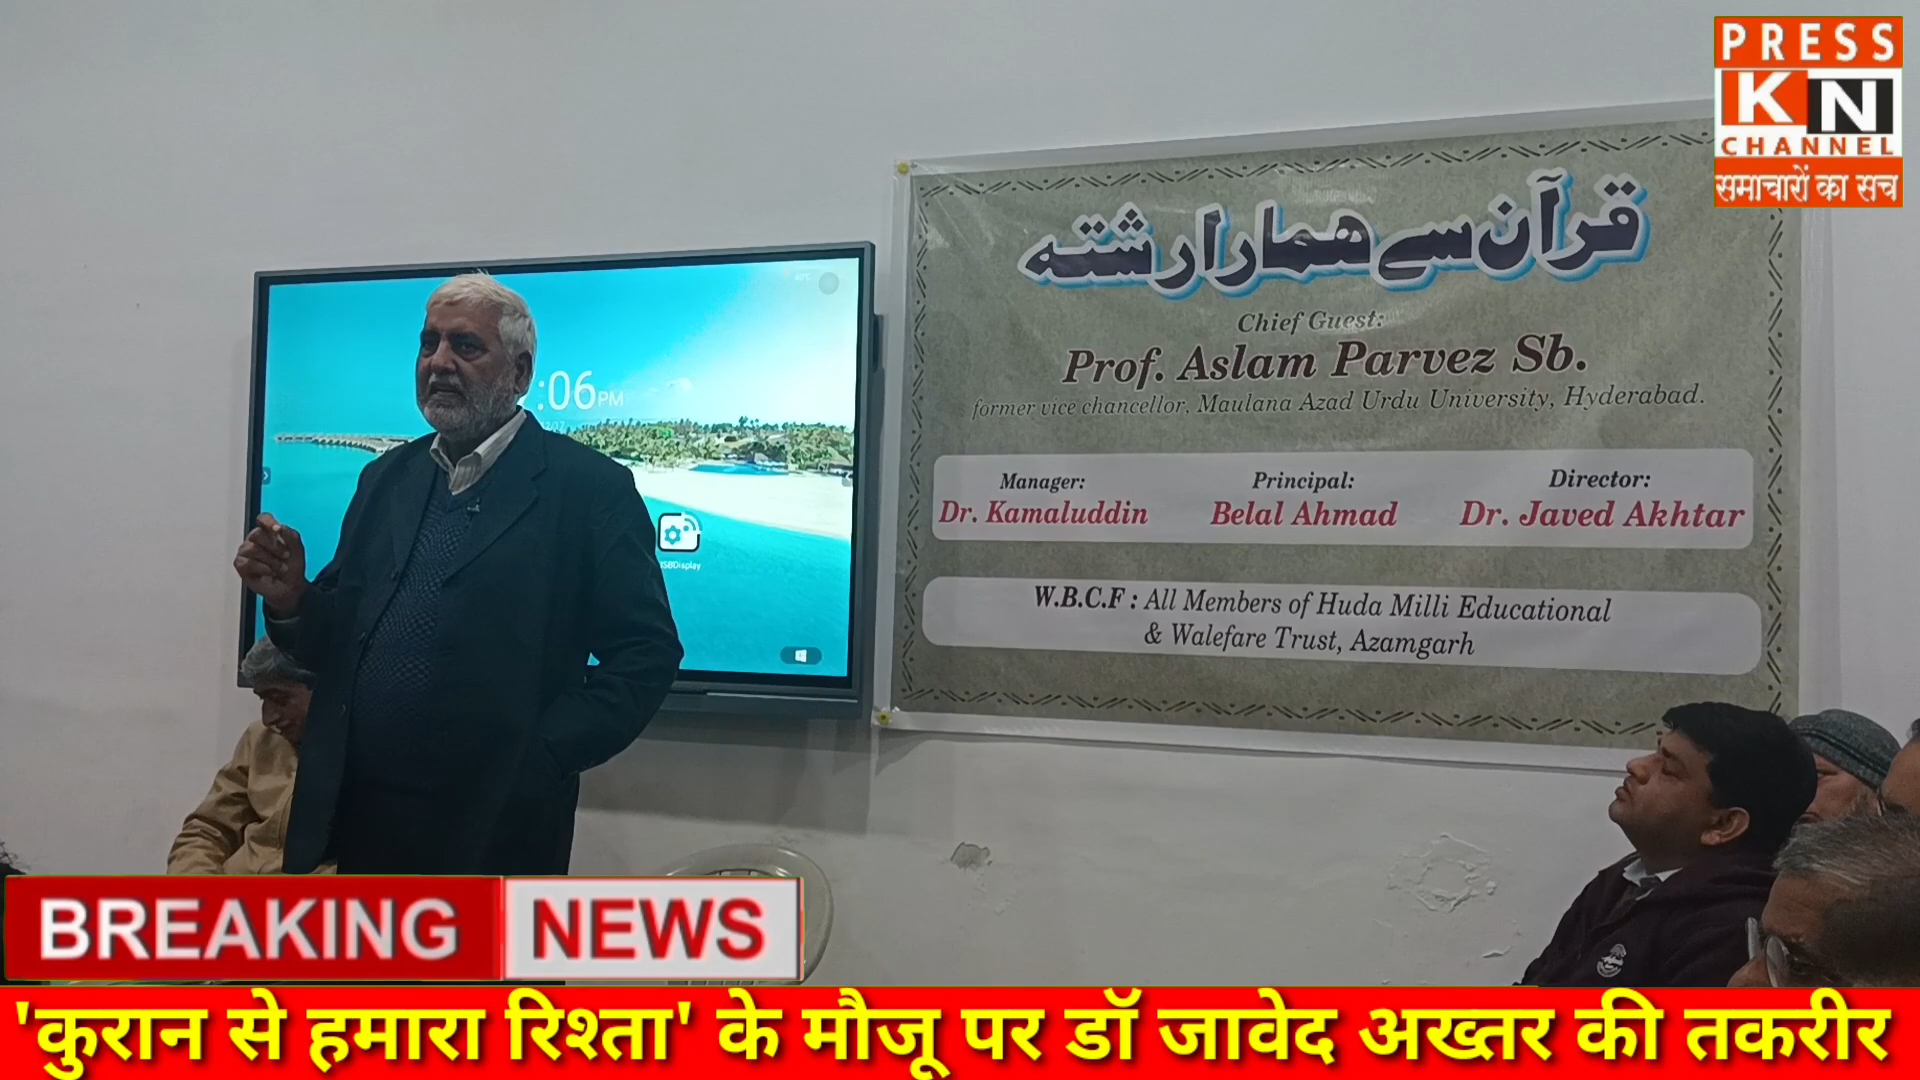 PRESS
KN
CHANNEL
समाचारों का सच
قرآن سے ہمارا رشتہ
Chief Guest:
Prof. Aslam Parvez Sb.
former vice chancellor, Maulana Azad Urdu University, Hyderabad.
Manager:
Dr. Kamaluddin
Principal:
Belal Ahmad
Director:
Dr. Javed Akhtar
W.B.C.F : All Members of Huda Milli Educational
& Walefare Trust, Azamgarh
:06 PM
BREAKING NEWS
'कुरान से हमारा रिश्ता' के मौजू पर डॉ जावेद अख्तर की तकरीर